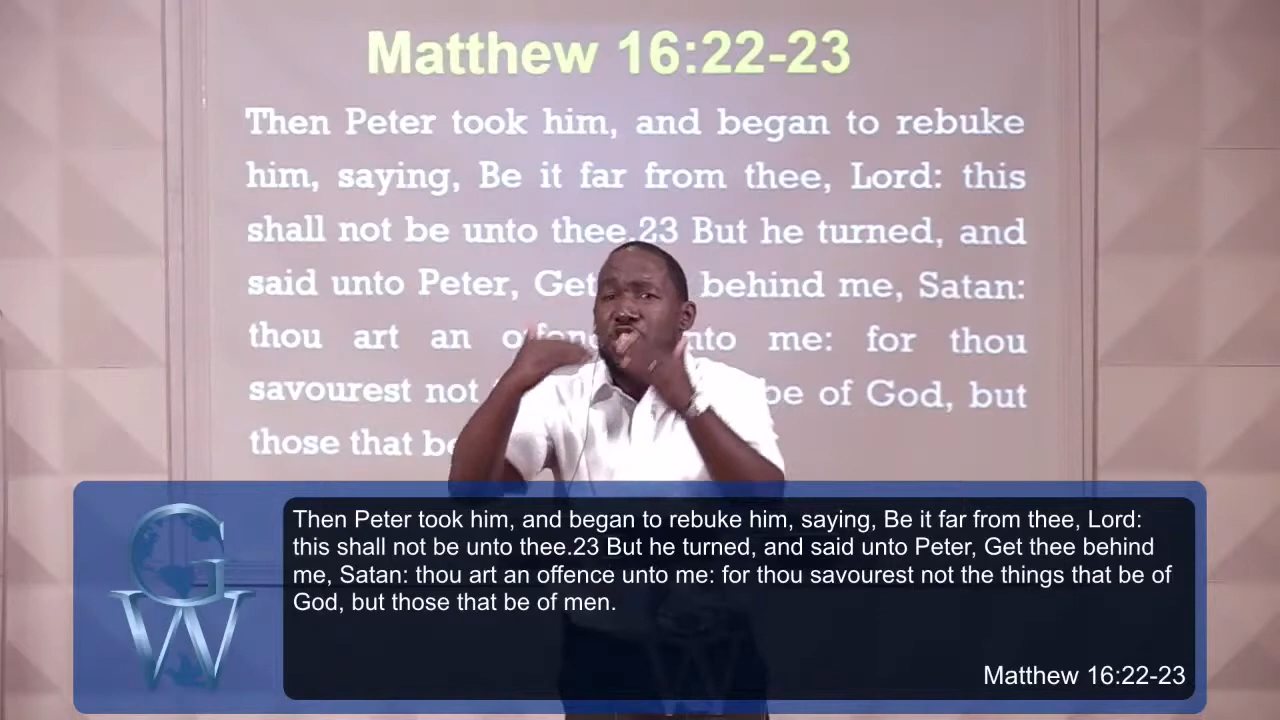 Matthew 16:22-23
Then Peter took him, and began to rebuke
him, saying, Be it far from thee, Lord: this
shall not be unto thee.23 But he turned, and
said unto Peter, Get behind me, Satan:
thou art an unto me: for thou
savourest not be of God, but
those that
Then Peter took him, and began to rebuke him, saying, Be it far from thee, Lord:
this shall not be unto thee.23 But he turned, and said unto Peter, Get thee behind
me, Satan: thou art an offence unto me: for thou savourest not the things that be of
God, but those that be of men.
Matthew 16:22-23
GW